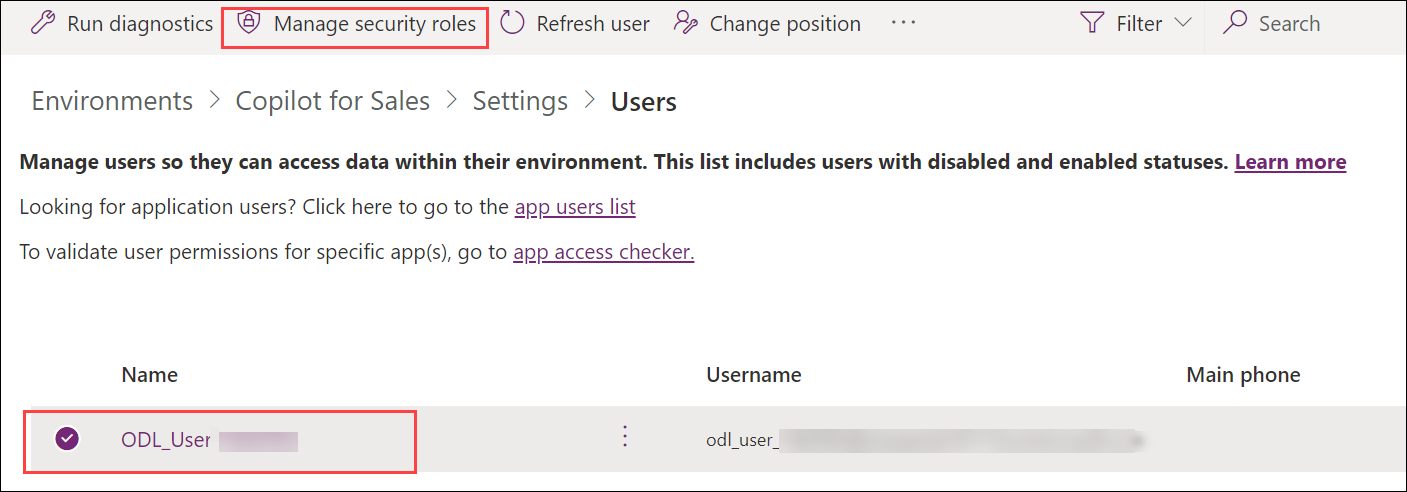 Run diagnostics Manage security roles Refresh user Change position ... Filter Search
Environments > Copilot for Sales > Settings > Users
Manage users so they can access data within their environment. This list includes users with disabled and enabled statuses. Learn more
Looking for application users? Click here to go to the app users list
To validate user permissions for specific app(s), go to app access checker.
Name Username Main phone
ODL_User odl_user_